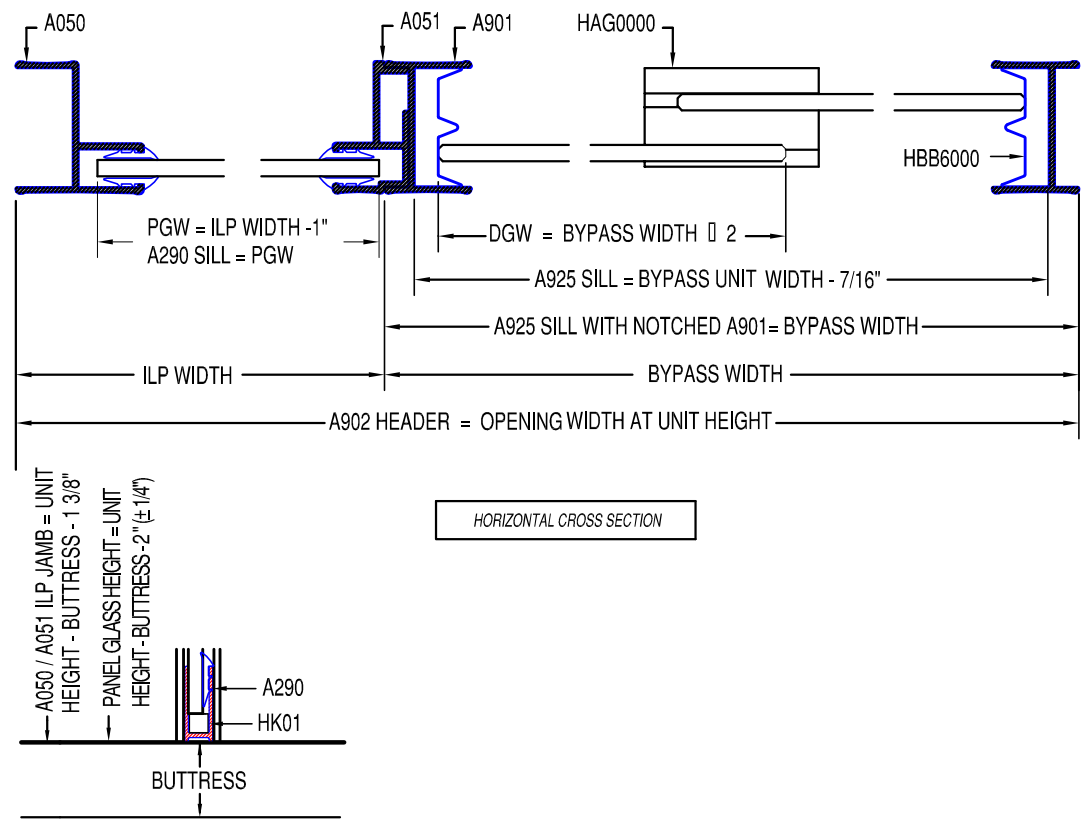 A050
A051
A901
HAG0000
HBB6000
PGW = ILP WIDTH -1"
A290 SILL = PGW
DGW = BYPASS WIDTH ▯ 2
A925 SILL = BYPASS UNIT WIDTH - 7/16"
A925 SILL WITH NOTCHED A901= BYPASS WIDTH
ILP WIDTH
BYPASS WIDTH
A902 HEADER = OPENING WIDTH AT UNIT HEIGHT
A050 / A051 ILP JAMB = UNIT
HEIGHT - BUTTRESS - 1 3/8"
PANEL GLASS HEIGHT = UNIT
HEIGHT - BUTTRESS - 2" (±1/4")
HORIZONTAL CROSS SECTION
A290
HK01
BUTTRESS